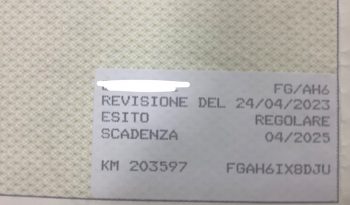 FG/AH6
REVISIONE DEL 24/04/2023
ESITO REGOLARE
SCADENZA 04/2025
KM 203597 FGAH6IX8DJU